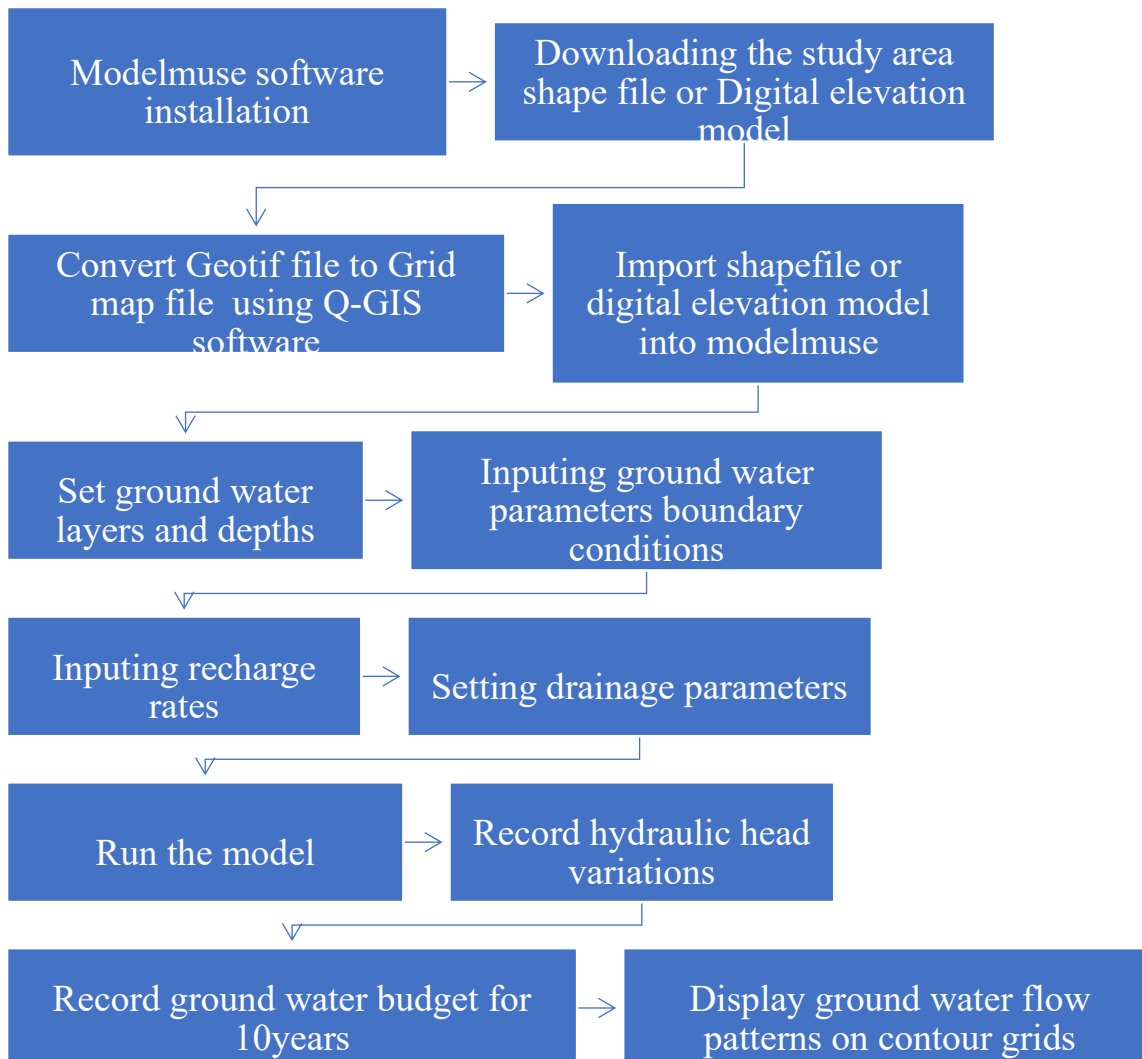 Modelmuse software
installation
Downloading the study area
shape file or Digital elevation
model
Convert Geotif file to Grid
map file  using Q-GIS
software
Import shapefile or
digital elevation model
into modelmuse
Set ground water
layers and depths
Inputing ground water
parameters boundary
conditions
Inputing recharge
rates
Setting drainage parameters
Run the model
Record hydraulic head
variations
Record ground water budget for
10years
Display ground water flow
patterns on contour grids